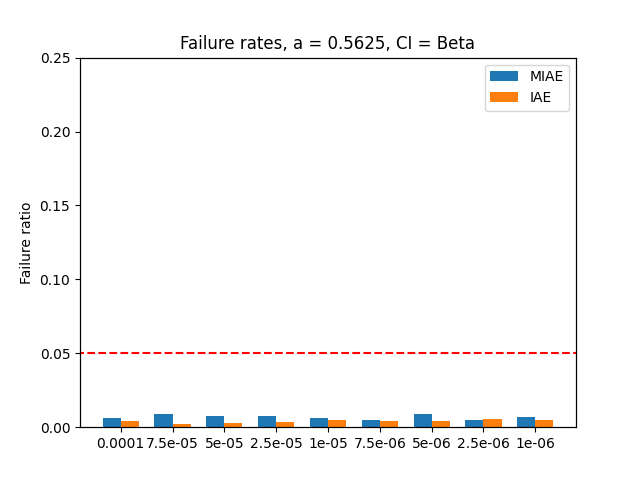 Failure rates, a = 0.5625, CI = Beta
MIAE
IAE
Failure ratio
0.25
0.20
0.15
0.10
0.05
0.00
0.0001 7.5e-05 5e-05 2.5e-05 1e-05 7.5e-06 5e-06 2.5e-06 1e-06